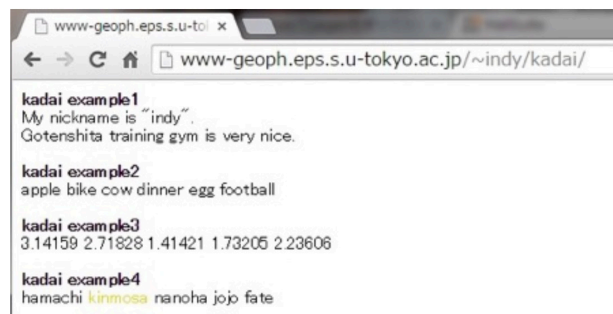 www-geoph.eps.s.u-to
www-geoph.eps.s.u-tokyo.ac.jp/~indy/kadai/
kadai example1
My nickname is "indy".
Gotenshita training gym is very nice.
kadai example2
apple bike cow dinner egg football
kadai example3
3.14159 2.71828 1.41421 1.73205 2.23606
kadai example4
hamachi kinmosa nanoha jojo fate